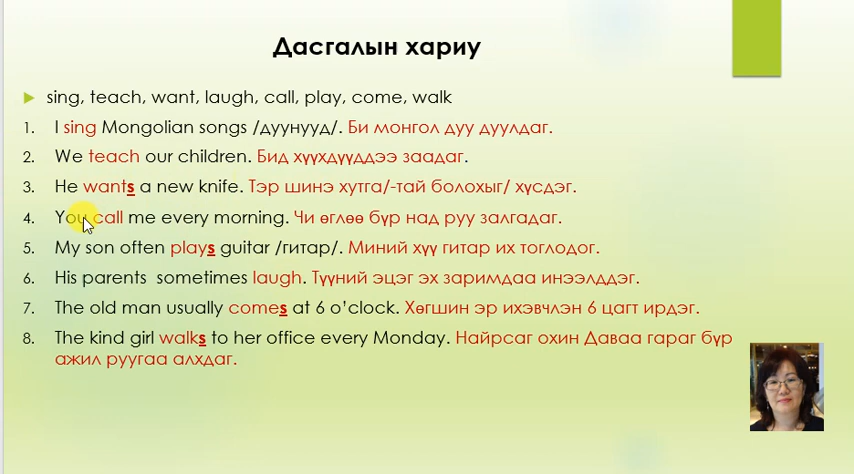 Дасгалын хариу
sing, teach, want, laugh, call, play, come, walk
1. I sing Mongolian songs /дуунууд/. Би монгол дуу дуулдаг.
2. We teach our children. Бид хүүхдүүддээ заадаг.
3. He wants a new knife. Тэр шинэ хутга/-тай болохыг/ хүсдэг.
4. You call me every morning. Чи өглөө бүр над руу залгадаг.
5. My son often plays guitar /гитар/. Миний хүү гитар их тоглодог.
6. His parents sometimes laugh. Түүний эцэг эх заримдаа инээлддэг.
7. The old man usually comes at 6 o’clock. Хөгшин эр ихэвчлэн 6 цагт ирдэг.
8. The kind girl walks to her office every Monday. Найрсаг охин Даваа гараг бүр
ажил руугаа алхдаг.